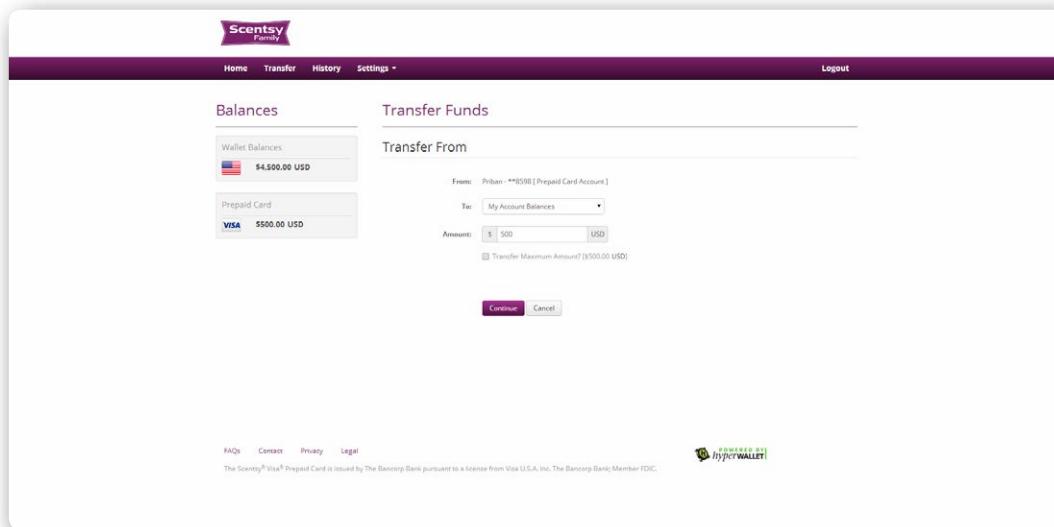 Scentsy
Family
Home Transfer History Settings Logout
Balances
Wallet Balances
$4,500.00 USD
Prepaid Card
VISA $500.00 USD
Transfer Funds
Transfer From
From: Priban - **8598 [ Prepaid Card Account ]
To: My Account Balances
Amount: $ 500 USD
Transfer Maximum Amount? [$500.00 USD]
Continue Cancel
FAQs Contact Privacy Legal
The Scentsy® Visa® Prepaid Card is issued by The Bancorp Bank pursuant to a license from Visa U.S.A. Inc. The Bancorp Bank; Member FDIC.
POWERED BY
hyperWALLET